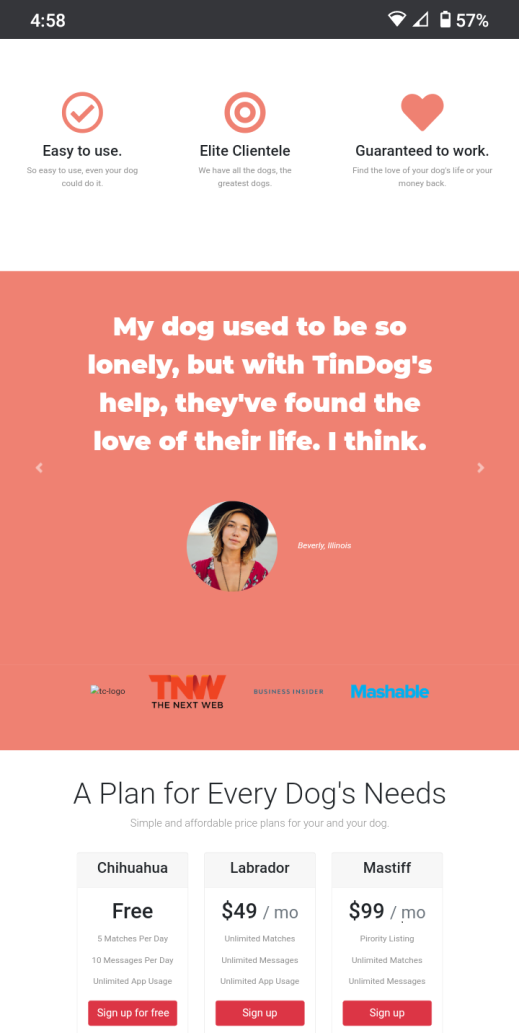 4:58
57%
Easy to use.
So easy to use, even your dog
could do it.
Elite Clientele
We have all the dogs, the
greatest dogs.
Guaranteed to work.
Find the love of your dog's life or your
money back.
My dog used to be so
lonely, but with TinDog's
help, they've found the
love of their life. I think.
Beverly, Illinois
tc-logo
TNW
THE NEXT WEB
BUSINESS INSIDER
Mashable
A Plan for Every Dog's Needs
Simple and affordable price plans for your and your dog.
Chihuahua
Free
5 Matches Per Day
10 Messages Per Day
Unlimited App Usage
Sign up for free
Labrador
$49 / mo
Unlimited Matches
Unlimited Messages
Unlimited App Usage
Sign up
Mastiff
$99 / mo
Pirority Listing
Unlimited Matches
Unlimited Messages
Sign up